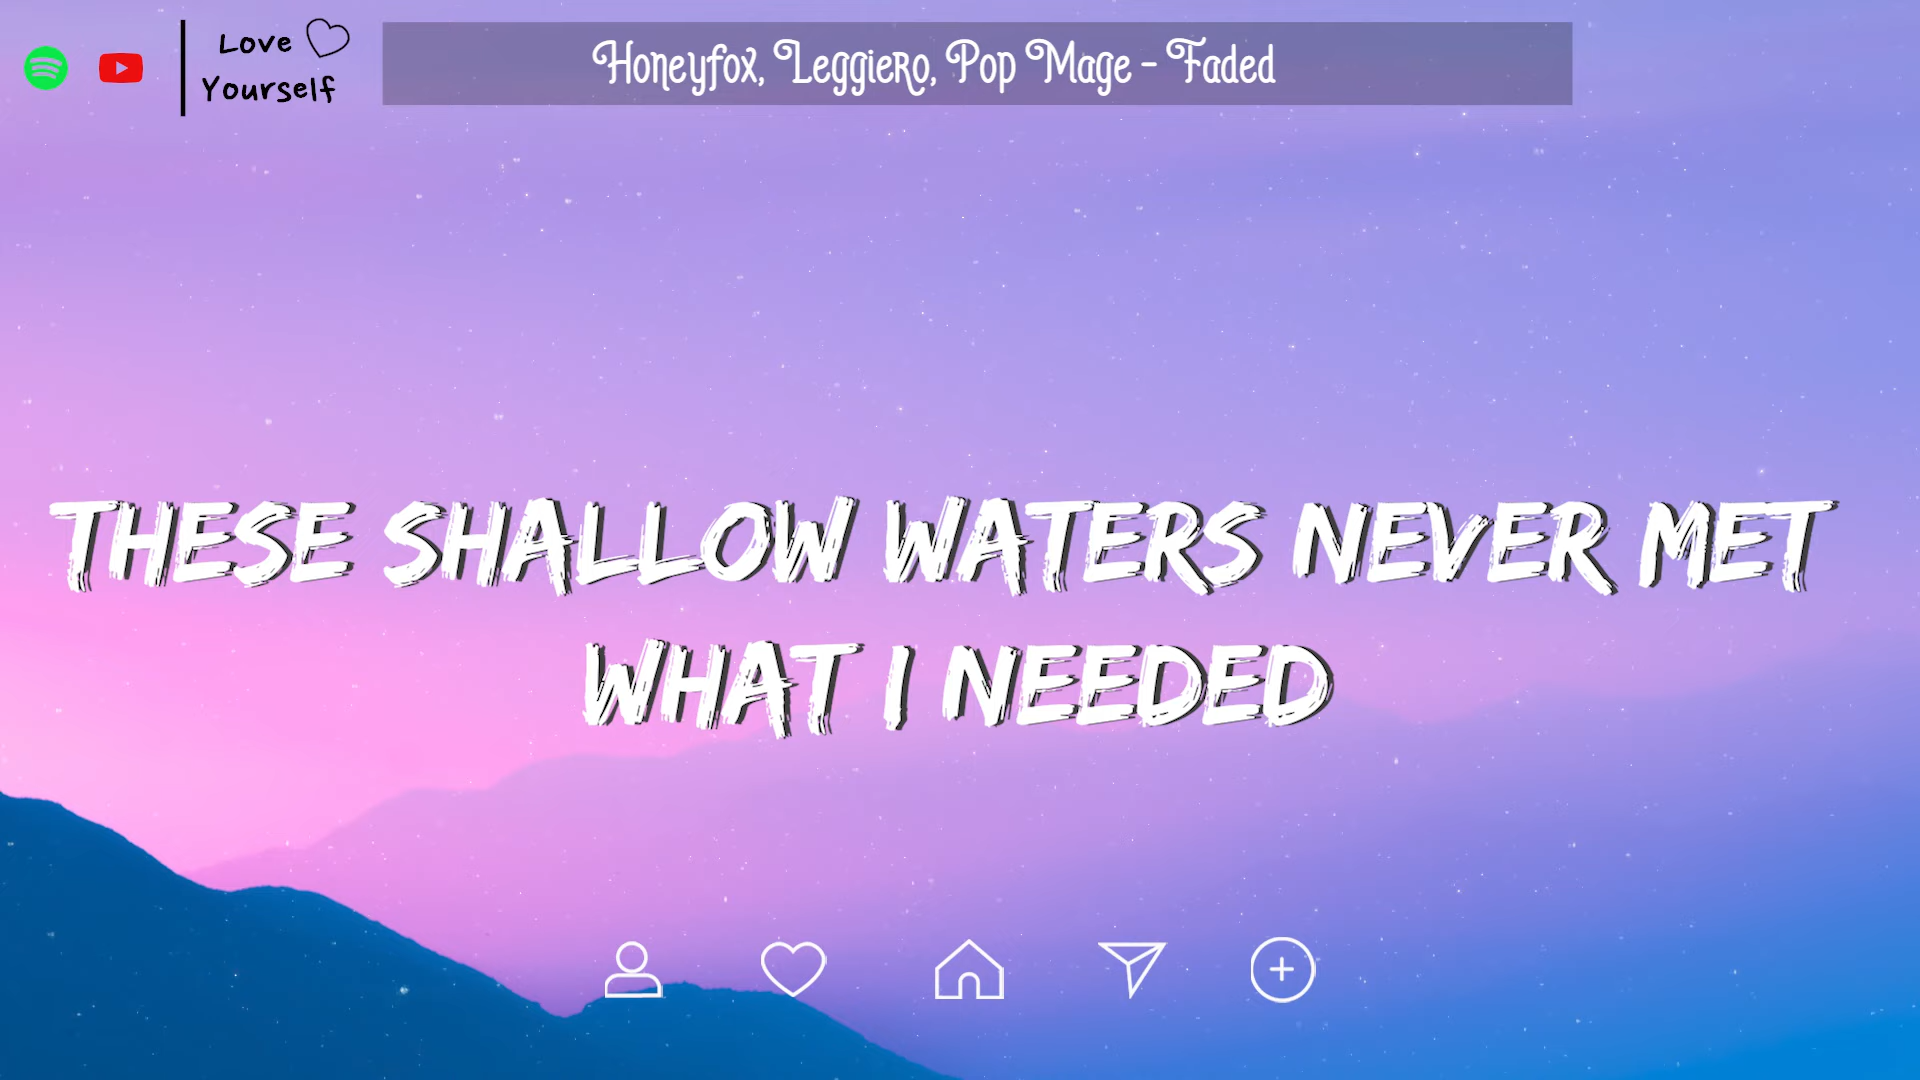 Love
Yourself
Honeyfox, Leggiero, Pop Mage - Faded
THESE SHALLOW WATERS NEVER MET
WHAT I NEEDED